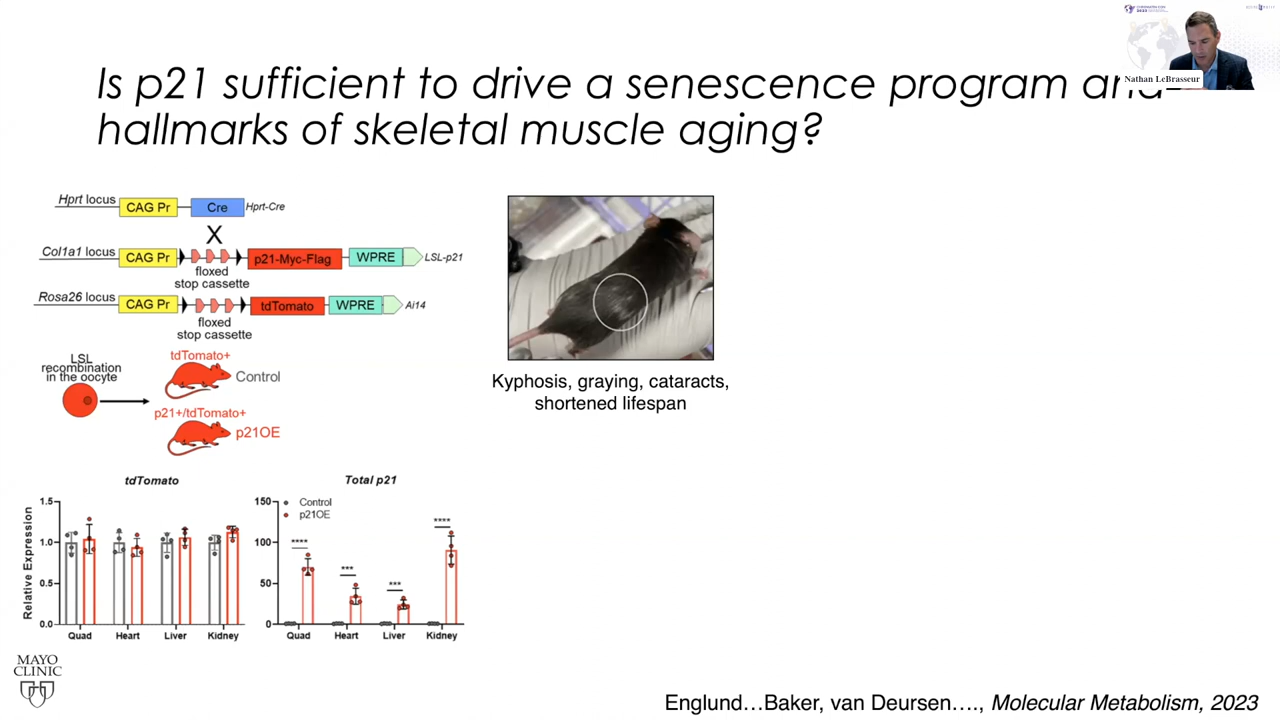 Nathan LeBrasseur
Is p21 sufficient to drive a senescence program and
hallmarks of skeletal muscle aging?
Hprt locus
CAG Pr
Cre
Hprt-Cre
X
Col1a1 locus
CAG Pr
p21-Myc-Flag
WPRE
LSL-p21
floxed
stop cassette
Rosa26 locus
CAG Pr
tdTomato
WPRE
Ai14
floxed
stop cassette
LSL
recombination
in the oocyte
tdTomato+
Control
p21+/tdTomato+
p21OE
Kyphosis, graying, cataracts,
shortened lifespan
tdTomato
Relative Expression
1.5
1.0
0.5
0.0
Quad Heart Liver Kidney
Total p21
150
100
50
0
Control
p21OE
****
***
***
****
Quad Heart Liver Kidney
MAYO
CLINIC
Englund…Baker, van Deursen…., Molecular Metabolism, 2023